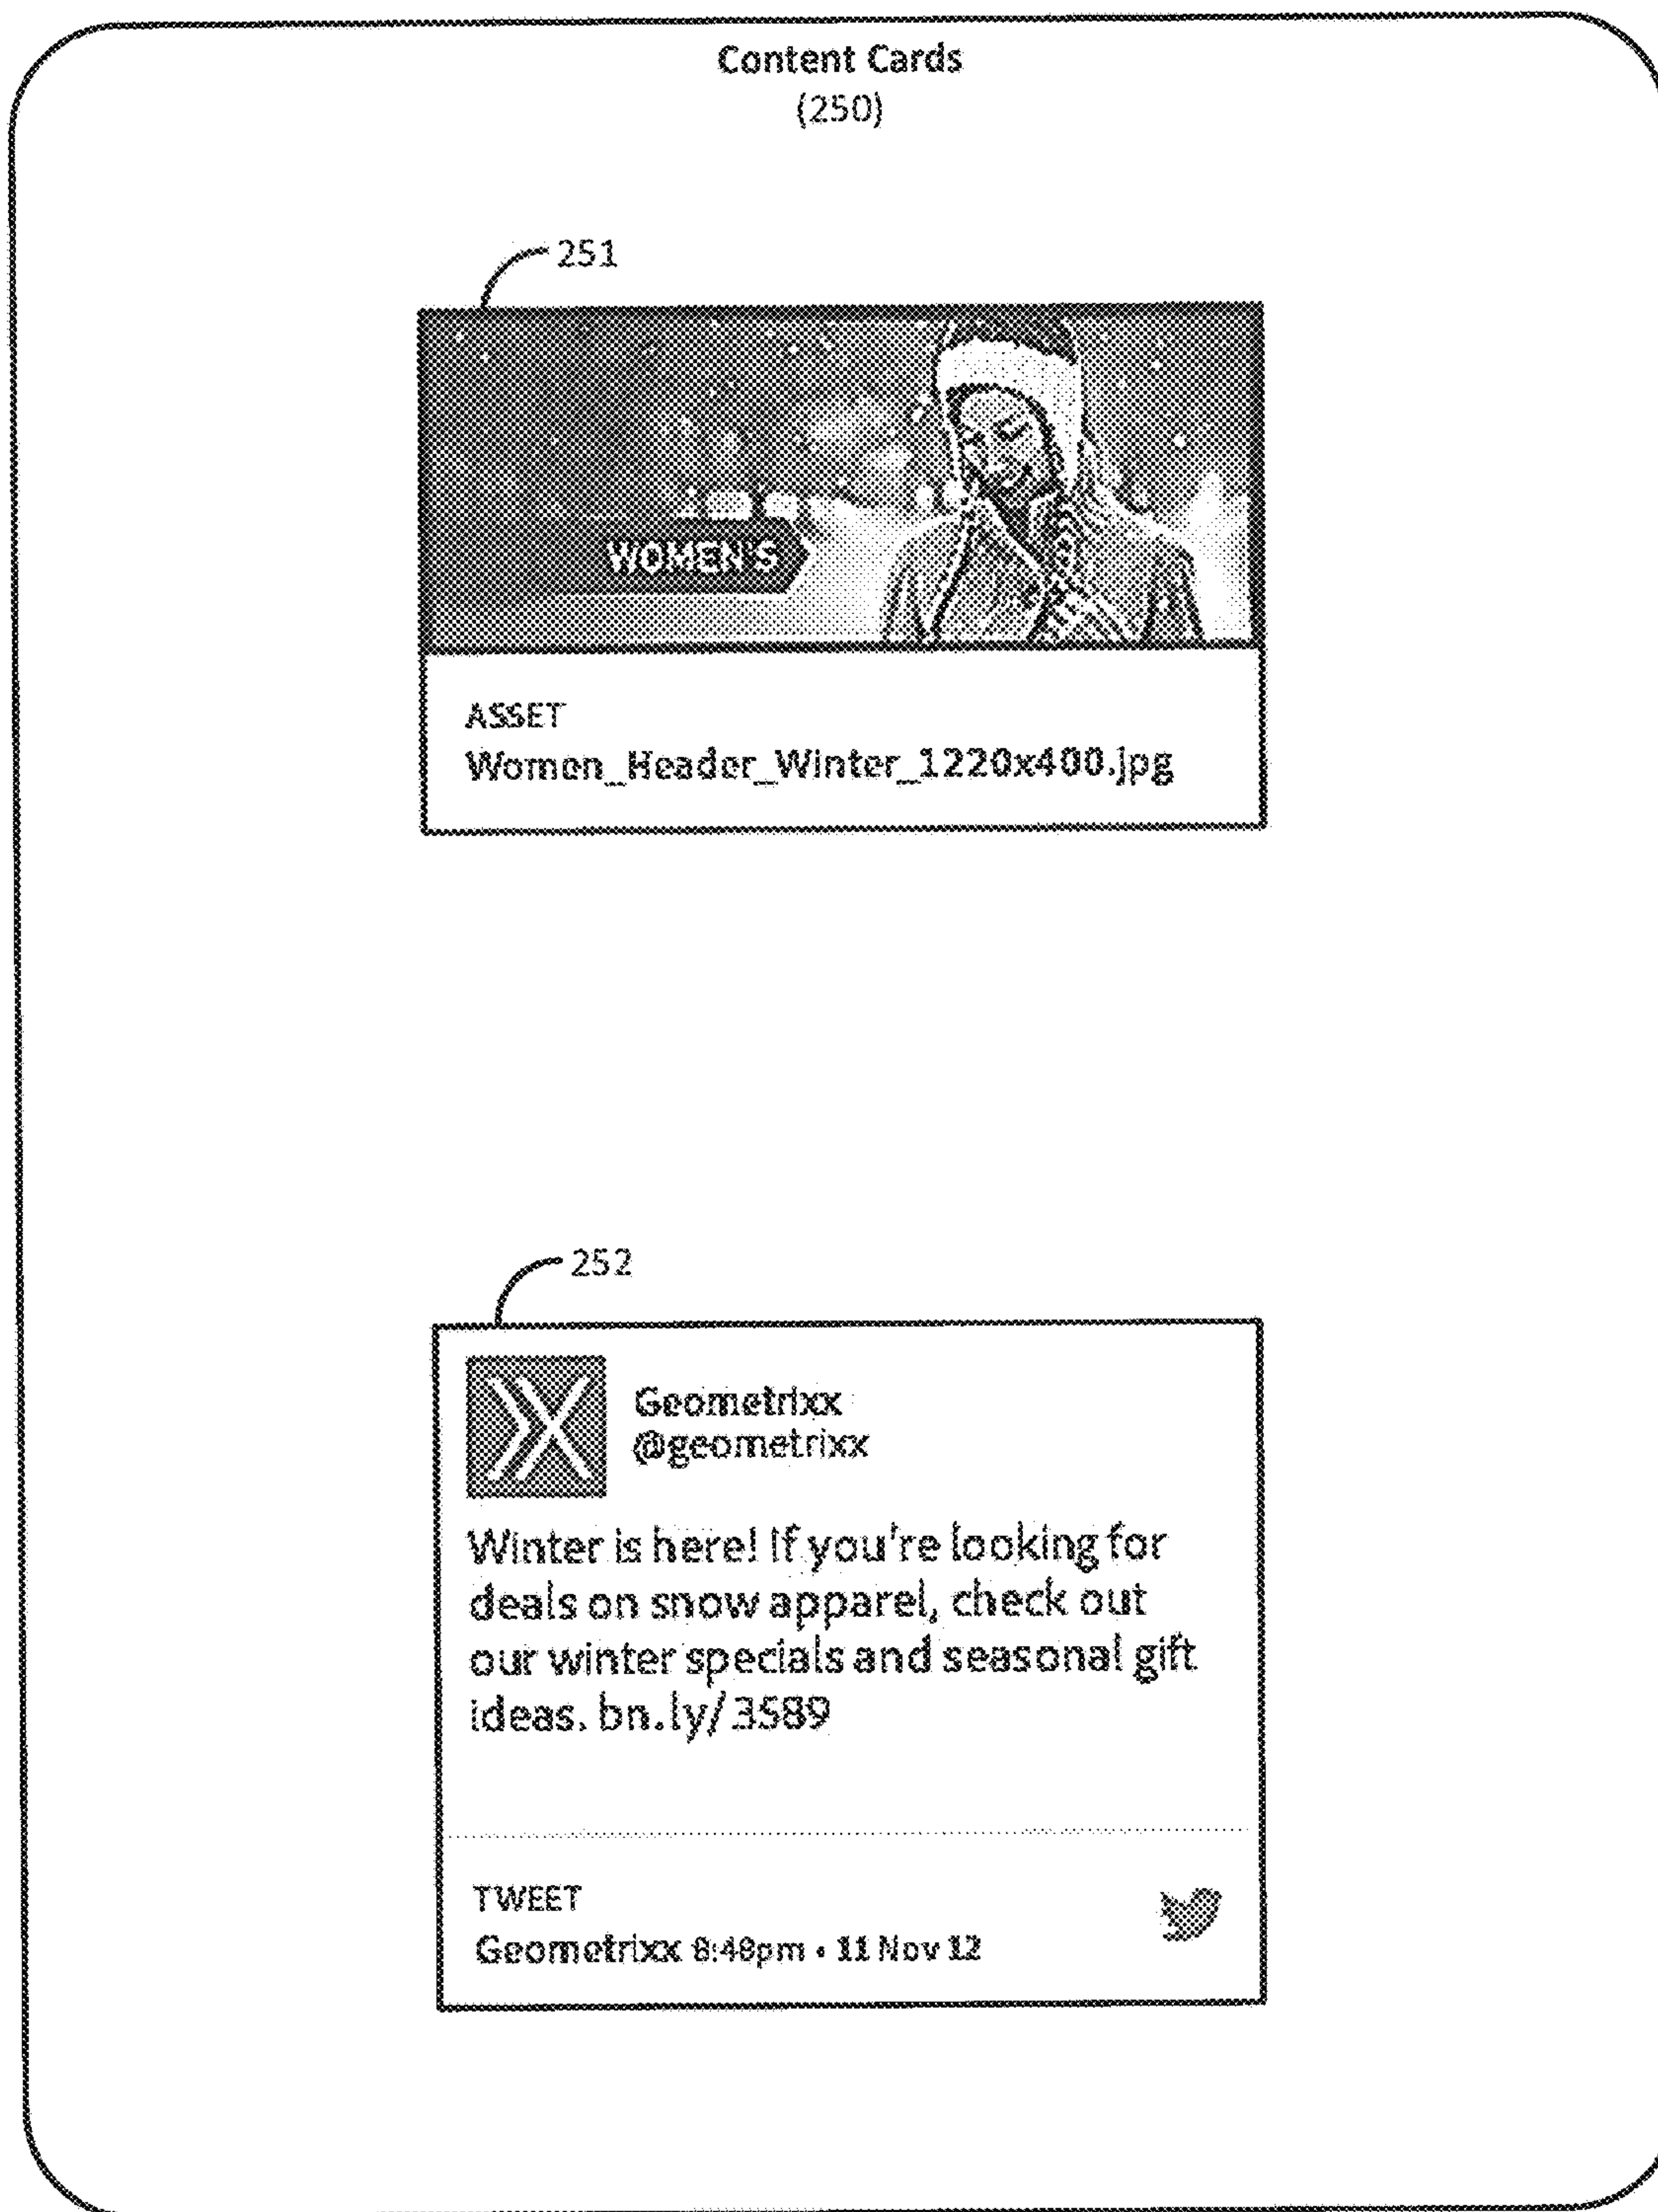 Content Cards
(250)
251
WOMEN'S
ASSET
Women_Header_Winter_1220x400.jpg
252
Geometrixx
@geometrixx
Winter is here! If you're looking for
deals on snow apparel, check out
our winter specials and seasonal gift
ideas. bn.ly/3589
TWEET
Geometrixx 8:48pm • 11 Nov 12